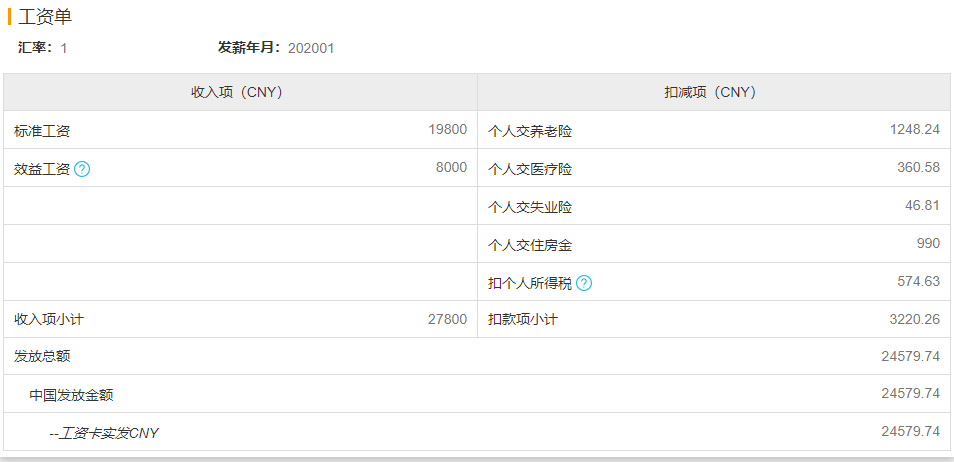 工资单
汇率：1 发薪年月：202001
收入项（CNY） 扣减项（CNY）
标准工资 19800 个人交养老险 1248.24
效益工资 ? 8000 个人交医疗险 360.58
个人交失业险 46.81
个人交住房金 990
扣个人所得税 ? 574.63
收入项小计 27800 扣款项小计 3220.26
发放总额 24579.74
中国发放金额 24579.74
--工资卡实发CNY 24579.74